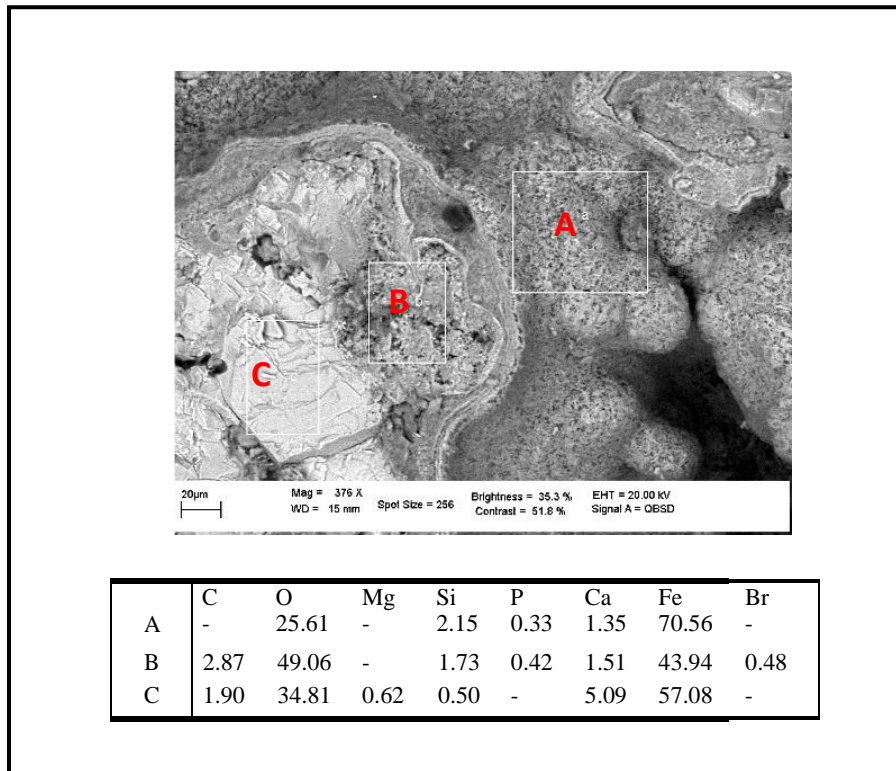 A
a
B
C
20µm
Mag = 376 X
WD = 15 mm
Spot Size = 256
Brightness = 35.3 %
Contrast = 51.8 %
EHT = 20.00 kV
Signal A = QBSD
C O Mg Si P Ca Fe Br
A - 25.61 - 2.15 0.33 1.35 70.56 -
B 2.87 49.06 - 1.73 0.42 1.51 43.94 0.48
C 1.90 34.81 0.62 0.50 - 5.09 57.08 -